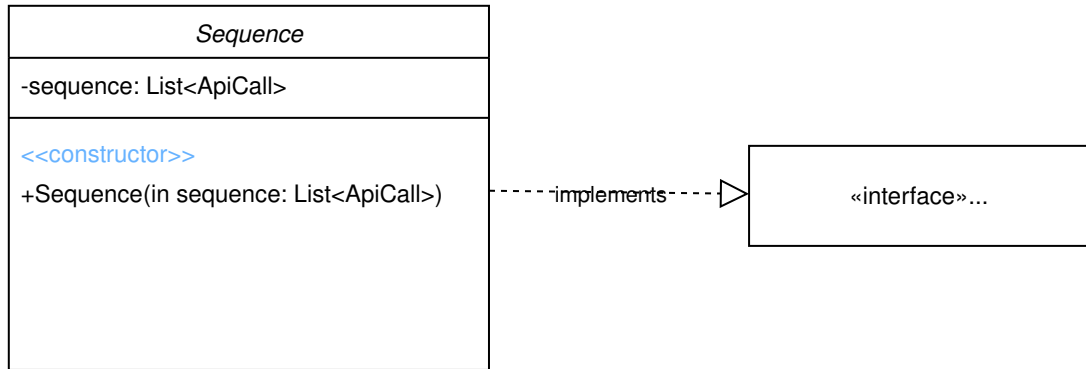 Sequence
-sequence: List<ApiCall>
<<constructor>>
+Sequence(in sequence: List<ApiCall>)
implements
«interface»...